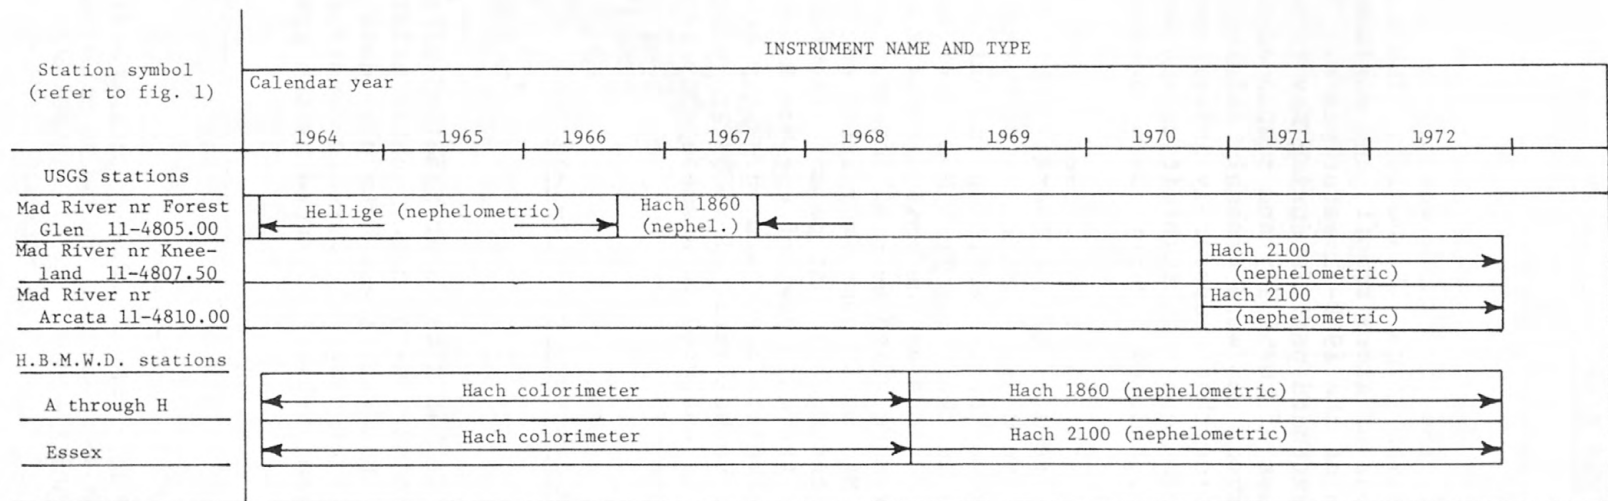 INSTRUMENT NAME AND TYPE
Station symbol
(refer to fig. 1)
Calendar year
1964 1965 1966 1967 1968 1969 1970 1971 1972
USGS stations
Mad River nr Forest
Glen 11-4805.00
Hellige (nephelometric)
Hach 1860
(nephel.)
Mad River nr Knee-
land 11-4807.50
Hach 2100
(nephelometric)
Mad River nr
Arcata 11-4810.00
Hach 2100
(nephelometric)
H.B.M.W.D. stations
A through H
Hach colorimeter
Hach 1860 (nephelometric)
Essex
Hach colorimeter
Hach 2100 (nephelometric)